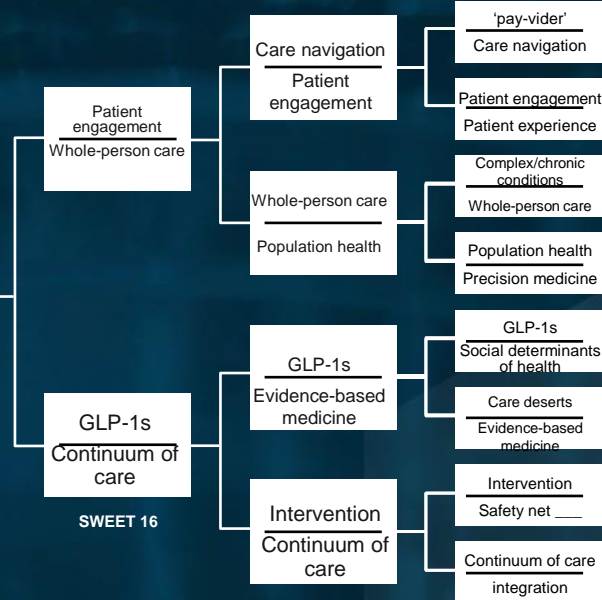 'pay-vider'
Care navigation
Care navigation
Patient
engagement
Patient engagement
Patient experience
Patient
engagement
Whole-person care
Complex/chronic
conditions
Whole-person care
Whole-person care
Population health
Population health
Precision medicine
GLP-1s
Social determinants
of health
GLP-1s
Evidence-based
medicine
Care deserts
Evidence-based
medicine
GLP-1s
Continuum of
care
SWEET 16
Intervention
Safety net ___
Intervention
Continuum of
care
Continuum of care
integration